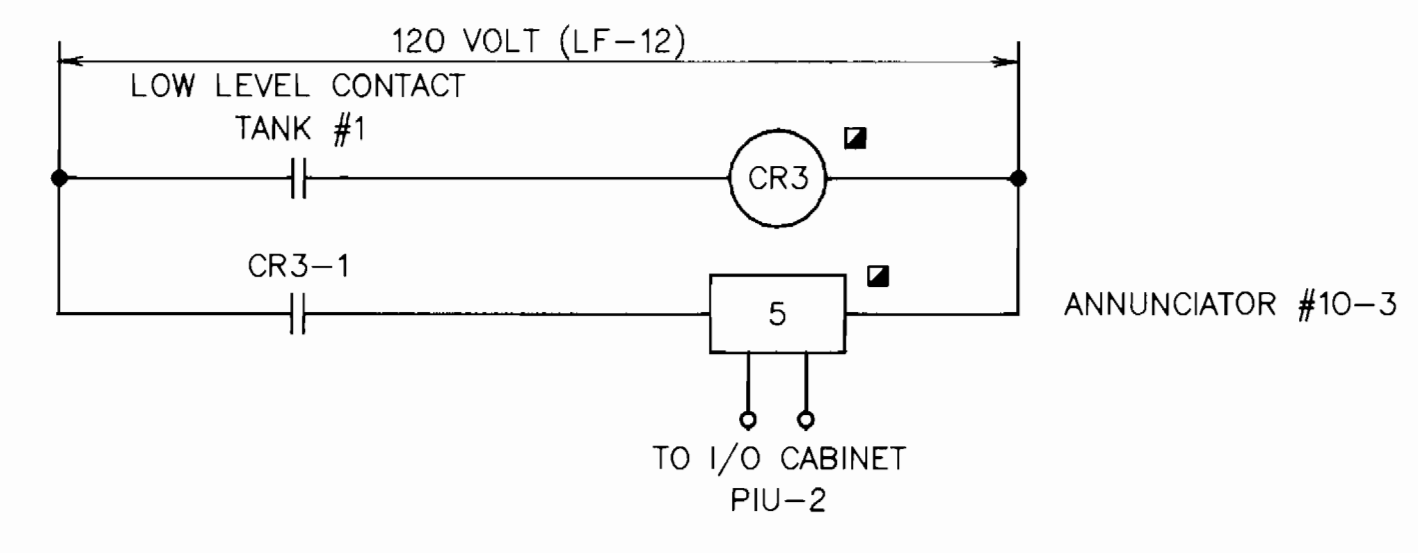 120 VOLT (LF-12)
LOW LEVEL CONTACT
TANK #1
CR3
CR3-1
5
ANNUNCIATOR #10-3
TO I/O CABINET
PIU-2